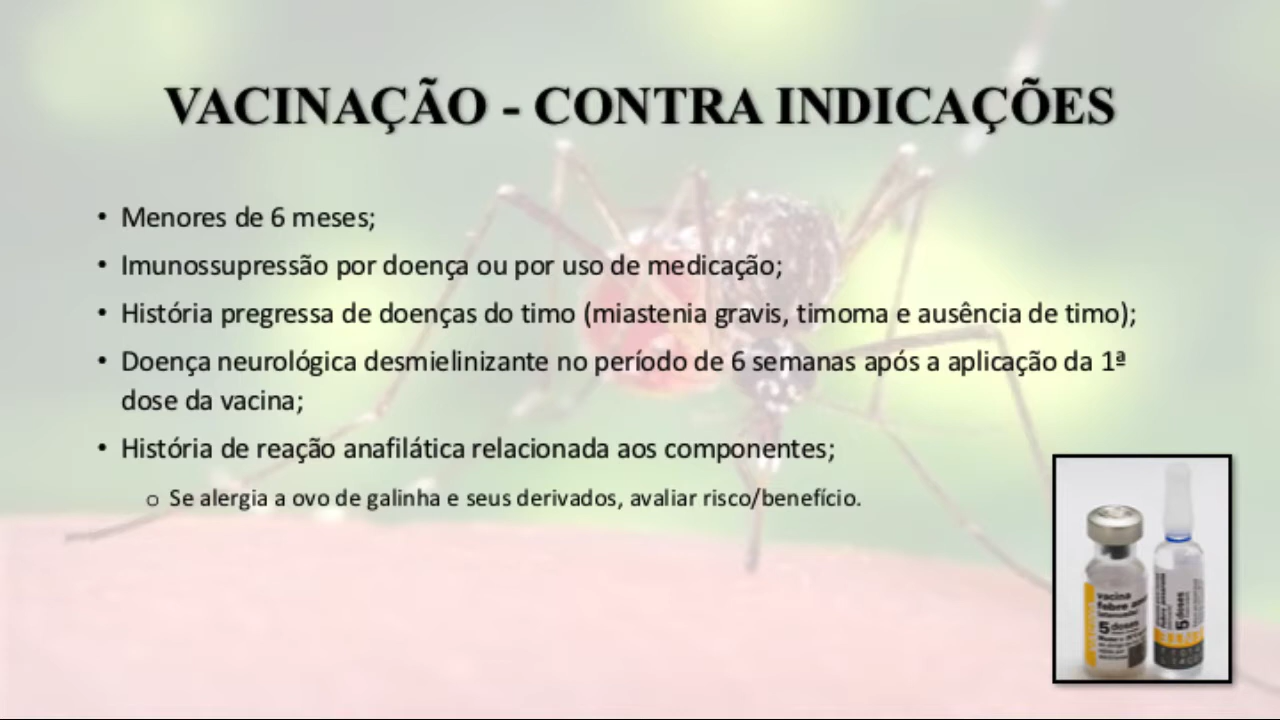 VACINAÇÃO - CONTRA INDICAÇÕES
• Menores de 6 meses;
• Imunossupressão por doença ou por uso de medicação;
• História pregressa de doenças do timo (miastenia gravis, timoma e ausência de timo);
• Doença neurológica desmielinizante no período de 6 semanas após a aplicação da 1ª
dose da vacina;
• História de reação anafilática relacionada aos componentes;
o Se alergia a ovo de galinha e seus derivados, avaliar risco/benefício.
vacina
febre
5 doses
5 doses